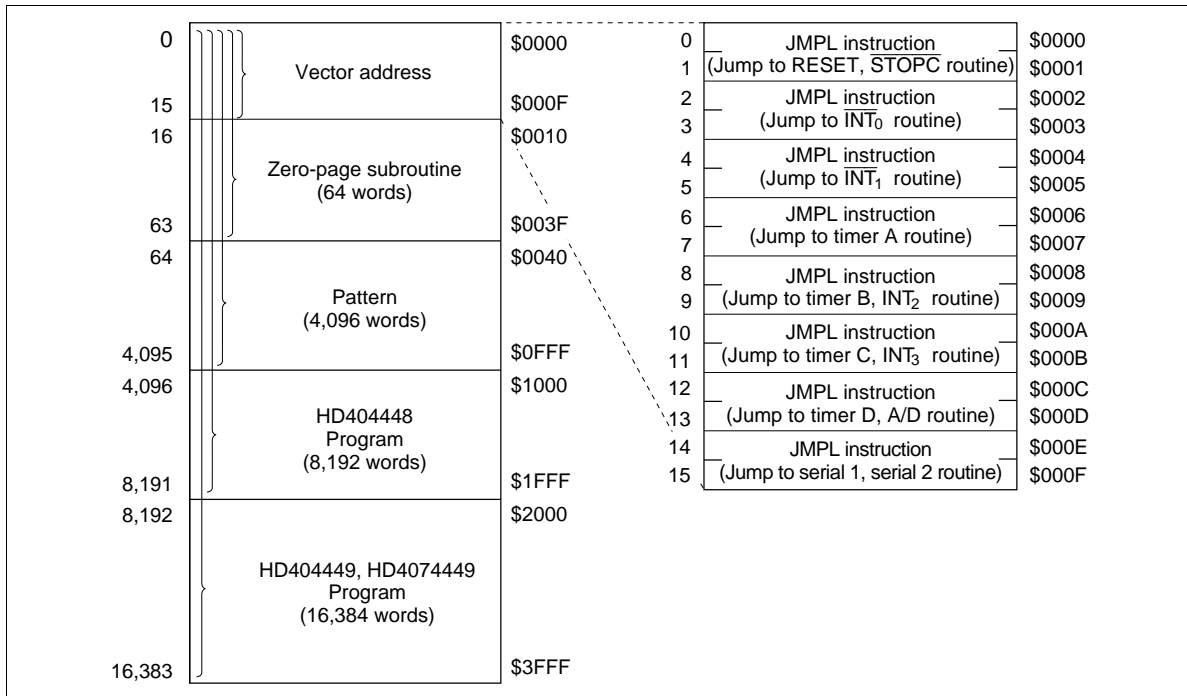 0
Vector address
$0000
15
$000F
16
$0010
Zero-page subroutine
(64 words)
63
$003F
64
$0040
Pattern
(4,096 words)
4,095
$0FFF
4,096
$1000
HD404448
Program
(8,192 words)
8,191
$1FFF
8,192
$2000
HD404449, HD4074449
Program
(16,384 words)
16,383
$3FFF
0 JMPL instruction $0000
1 (Jump to RESET, STOPC routine) $0001
2 JMPL instruction $0002
3 (Jump to INT0 routine) $0003
4 JMPL instruction $0004
5 (Jump to INT1 routine) $0005
6 JMPL instruction $0006
7 (Jump to timer A routine) $0007
8 JMPL instruction $0008
9 (Jump to timer B, INT2 routine) $0009
10 JMPL instruction $000A
11 (Jump to timer C, INT3 routine) $000B
12 JMPL instruction $000C
13 (Jump to timer D, A/D routine) $000D
14 JMPL instruction $000E
15 (Jump to serial 1, serial 2 routine) $000F